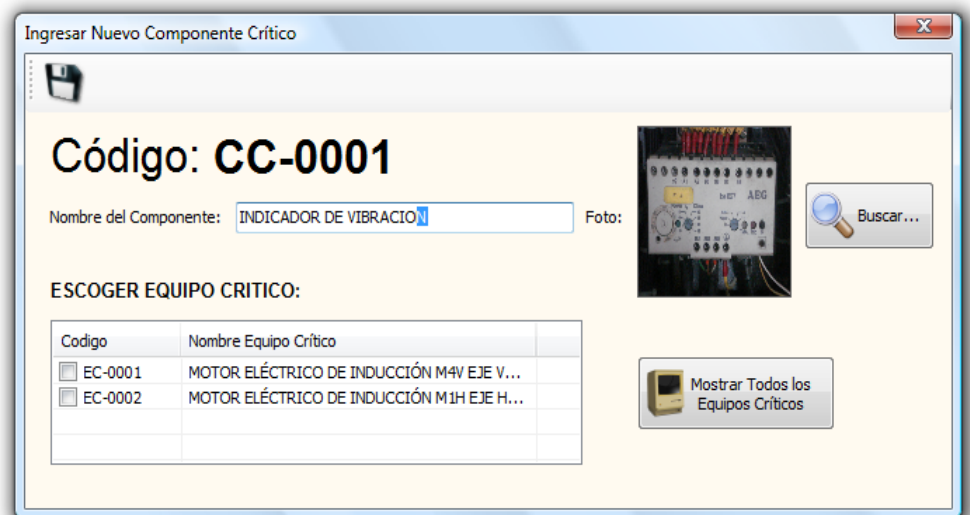 Ingresar Nuevo Componente Crítico
Código: CC-0001
Nombre del Componente: INDICADOR DE VIBRACION Foto:
AEG
Buscar...
ESCOGER EQUIPO CRITICO:
Codigo Nombre Equipo Crítico
EC-0001 MOTOR ELÉCTRICO DE INDUCCIÓN M4V EJE V...
EC-0002 MOTOR ELÉCTRICO DE INDUCCIÓN M1H EJE H...
Mostrar Todos los
Equipos Críticos